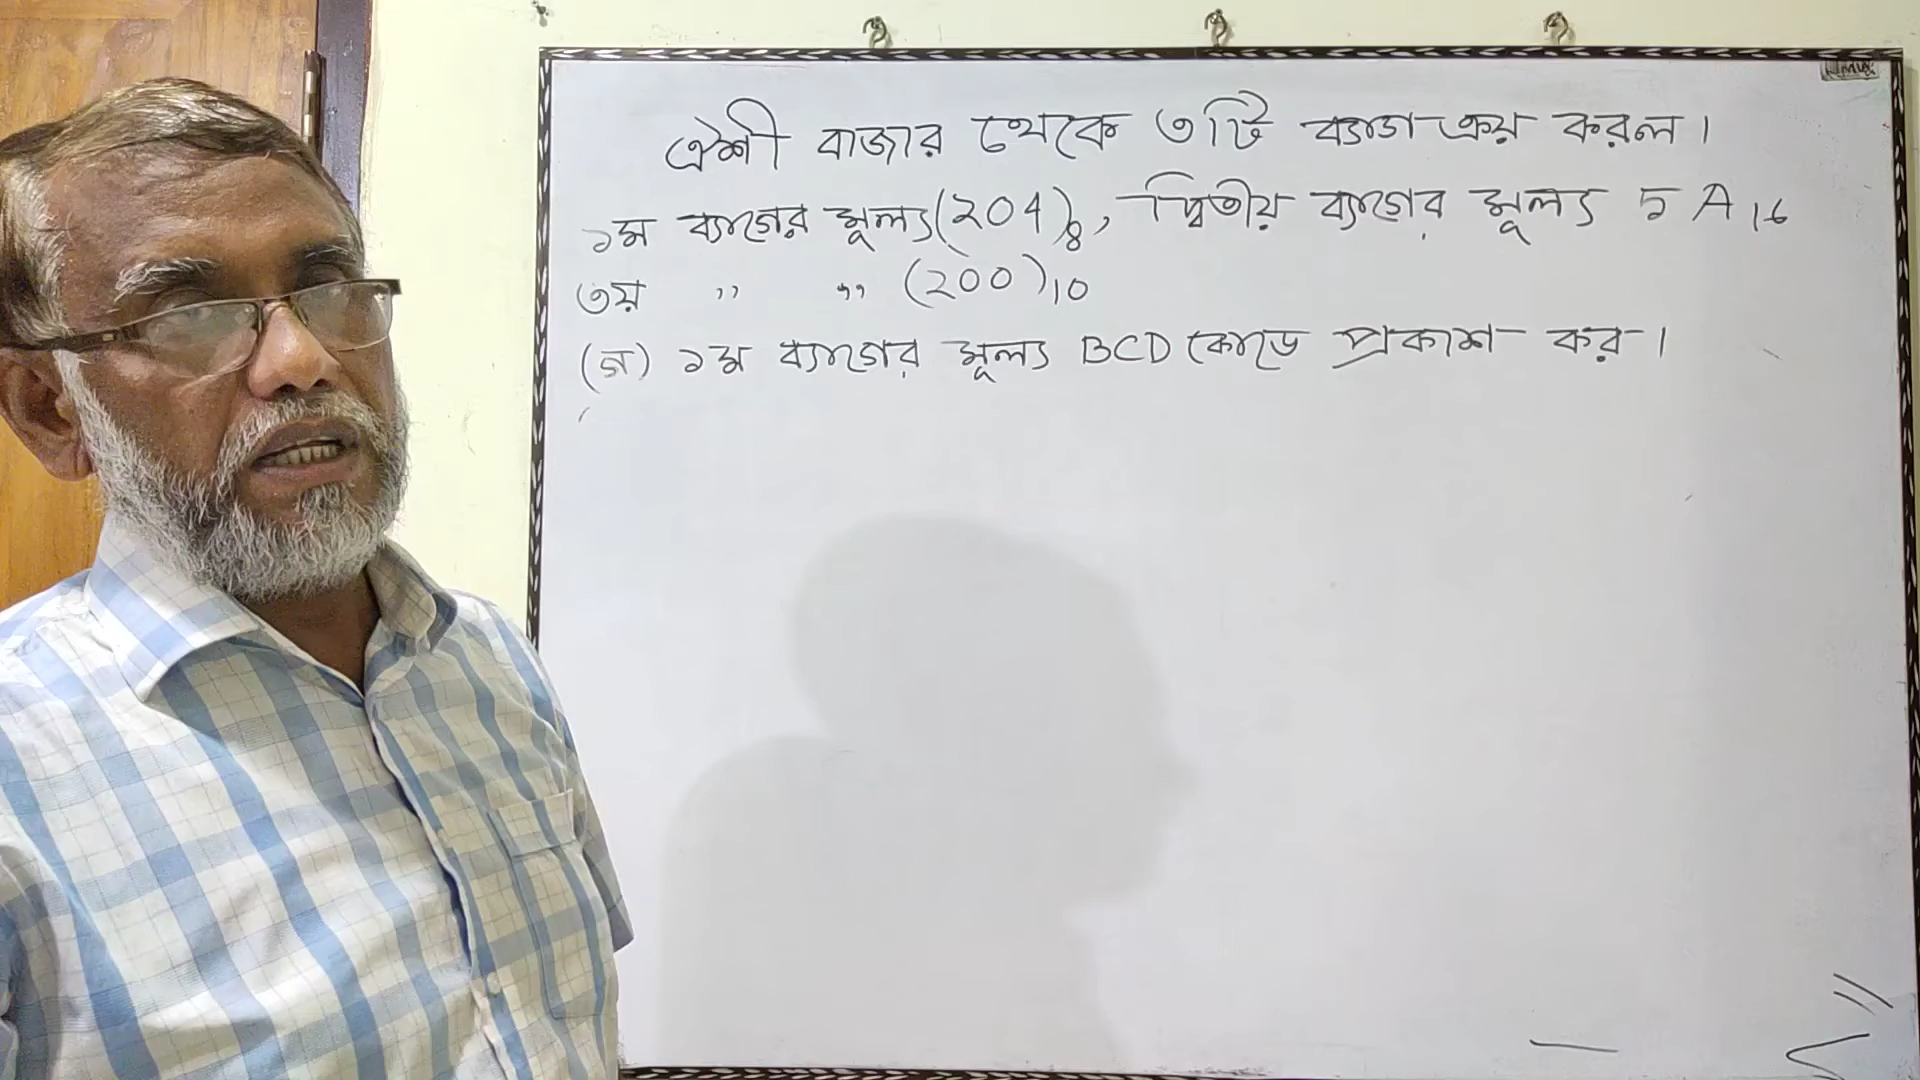 ঐশী বাজার থেকে ৩টি ব্যাগ ক্রয় করল।
১ম ব্যাগের মূল্য (204)8, দ্বিতীয় ব্যাগের মূল্য 5A16
৩য় " " (200)10
(গ) ১ম ব্যাগের মূল্য BCD কোডে প্রকাশ কর।